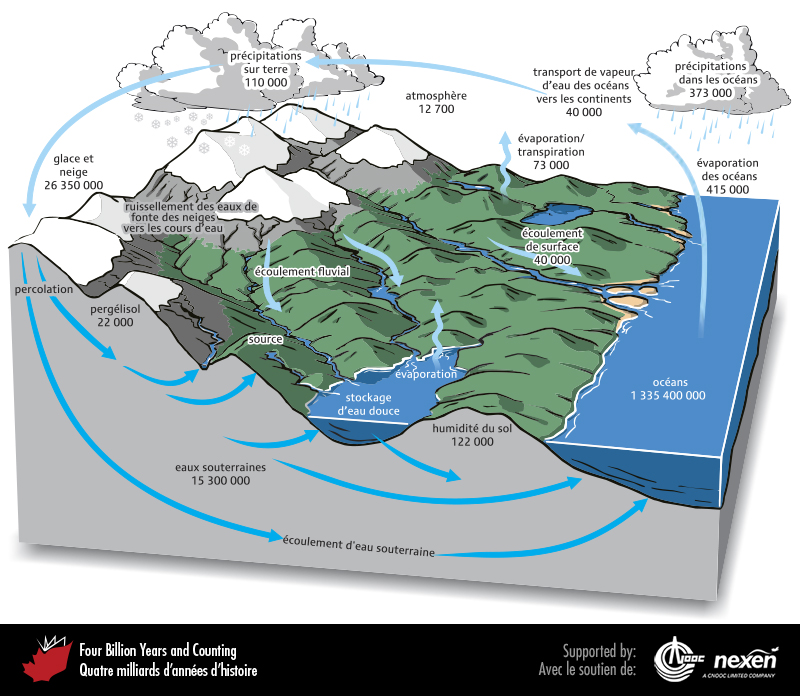 précipitations
sur terre
110 000
précipitations
dans les océans
373 000
transport de vapeur
d'eau des océans
vers les continents
40 000
atmosphère
12 700
évaporation/
transpiration
73 000
évaporation
des océans
415 000
glace et
neige
26 350 000
ruissellement des eaux de
fonte des neiges
vers les cours d'eau
écoulement
de surface
40 000
écoulement fluvial
percolation
pergélisol
22 000
source
évaporation
océans
1 335 400 000
stockage
d'eau douce
humidité du sol
122 000
eaux souterraines
15 300 000
écoulement d'eau souterraine
Four Billion Years and Counting
Quatre milliards d'années d'histoire
Supported by:
Avec le soutien de:
CNOOC
nexen
A CNOOC LIMITED COMPANY